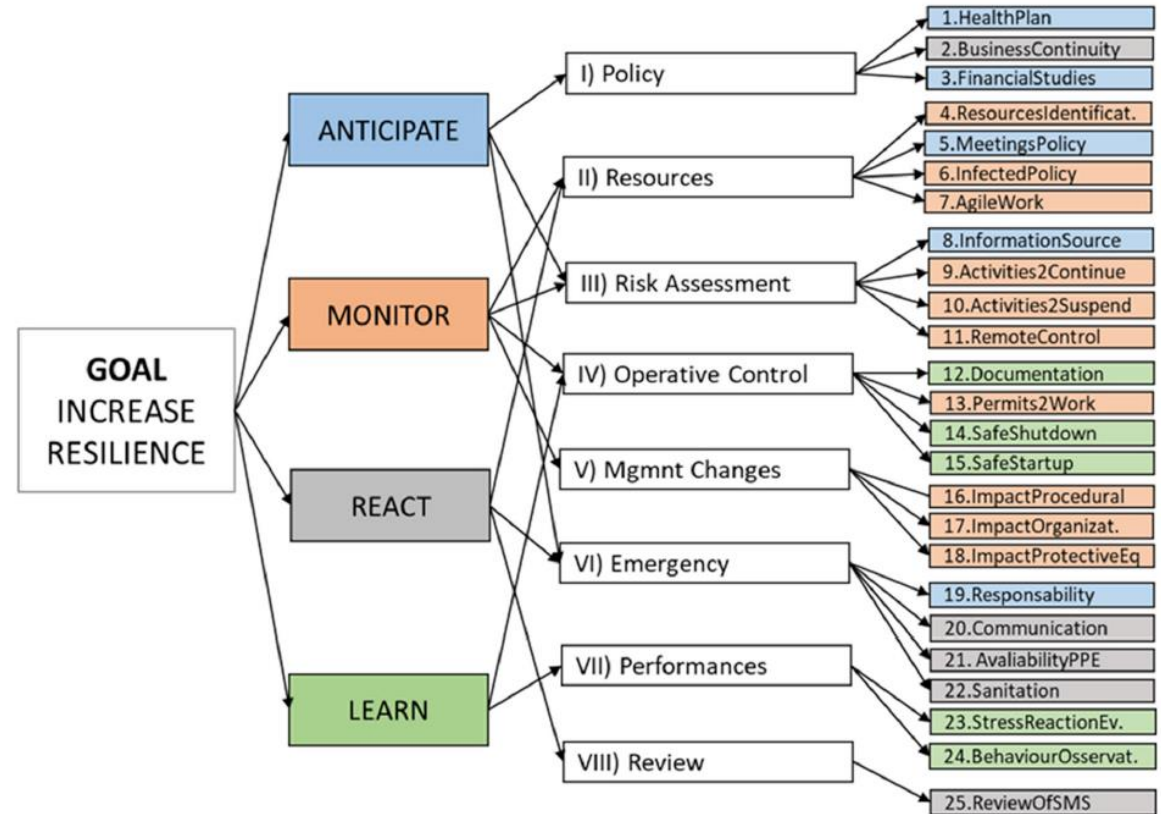 GOAL
INCREASE
RESILIENCE
ANTICIPATE
MONITOR
REACT
LEARN
I) Policy
II) Resources
III) Risk Assessment
IV) Operative Control
V) Mgmnt Changes
VI) Emergency
VII) Performances
VIII) Review
1.HealthPlan
2.BusinessContinuity
3.FinancialStudies
4.ResourcesIdentificat.
5.MeetingsPolicy
6.InfectedPolicy
7.AgileWork
8.InformationSource
9.Activities2Continue
10.Activities2Suspend
11.RemoteControl
12.Documentation
13.Permits2Work
14.SafeShutdown
15.SafeStartup
16.ImpactProcedural
17.ImpactOrganizat.
18.ImpactProtectiveEq
19.Responsability
20.Communication
21. AvaliabilityPPE
22.Sanitation
23.StressReactionEv.
24.BehaviourOsservat.
25.ReviewOfSMS